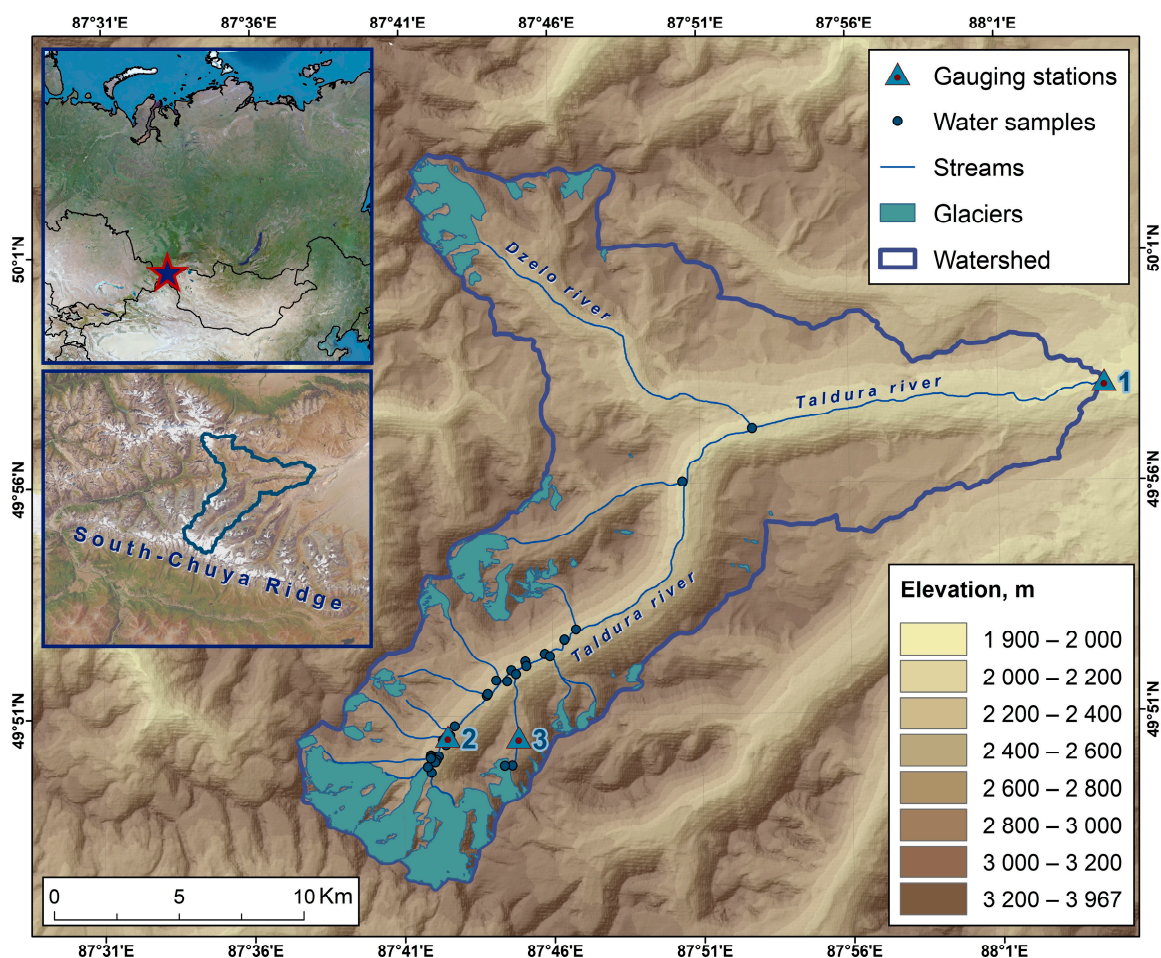 87°31'E 87°36'E 87°41'E 87°46'E 87°51'E 87°56'E 88°1'E
Gauging stations
Water samples
Streams
Glaciers
Watershed
50°1'N
50°1'N
Dzelo river
Taldura river
1
49°56'N
49°56'N
South-Chuya Ridge
Taldura river
Elevation, m
1 900 – 2 000
2 000 – 2 200
2 200 – 2 400
2 400 – 2 600
2 600 – 2 800
2 800 – 3 000
3 000 – 3 200
3 200 – 3 967
49°51'N
49°51'N
2
3
0 5 10 Km
87°31'E 87°36'E 87°41'E 87°46'E 87°51'E 87°56'E 88°1'E